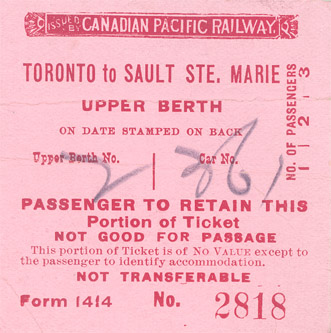 ISSUED BY CANADIAN PACIFIC RAILWAY.
TORONTO to SAULT STE. MARIE
UPPER BERTH
ON DATE STAMPED ON BACK
Upper Berth No. Car No.
2 361
NO. OF PASSENGERS
1 - 2 - 3
PASSENGER TO RETAIN THIS
Portion of Ticket
NOT GOOD FOR PASSAGE
This portion of Ticket is of NO VALUE except to
the passenger to identify accommodation.
NOT TRANSFERABLE
Form 1414 No. 2818